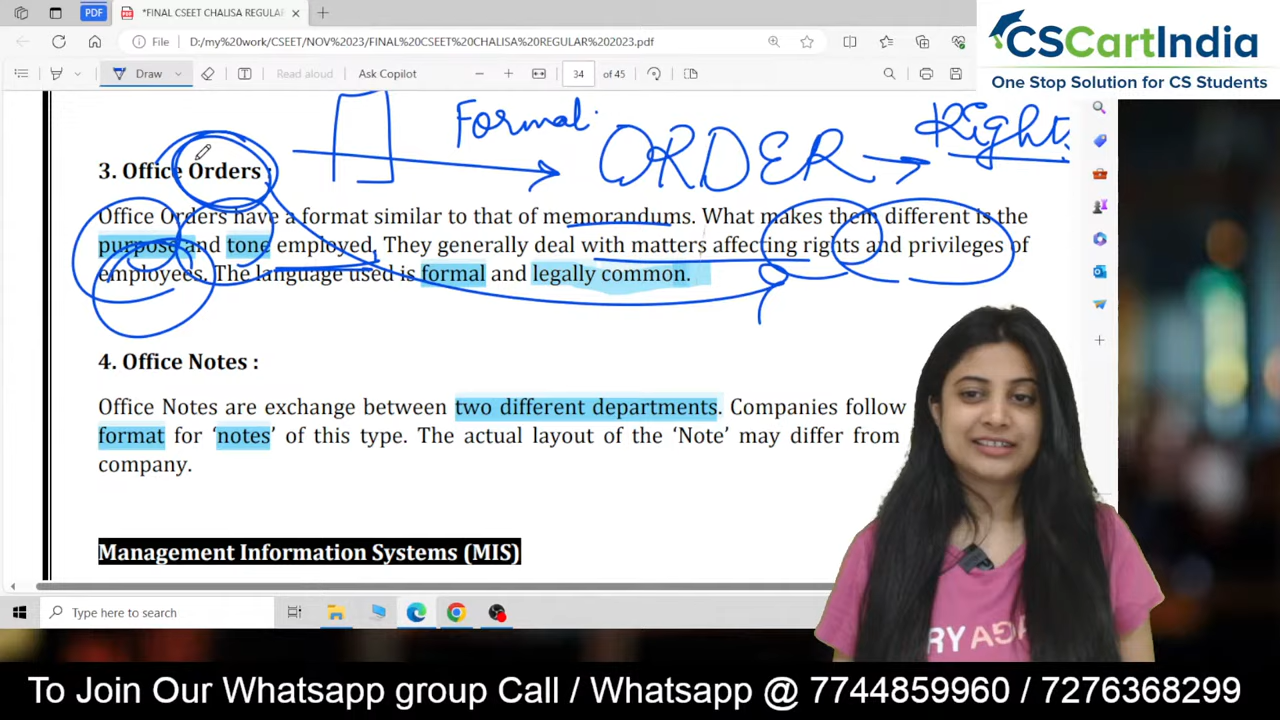 PDF
*FINAL CSEET CHALISA REGULAR
File
D:/my%20work/CSEET/NOV%2023/FINAL%20CSEET%20CHALISA%20REGULAR%202023.pdf
CSCartIndia
One Stop Solution for CS Students
Draw
Read aloud
Ask Copilot
34
of 45
Formal
ORDER
Right
3. Office Orders :
Office Orders have a format similar to that of memorandums. What makes them different is the
purpose and tone employed. They generally deal with matters affecting rights and privileges of
employees. The language used is formal and legally common.
4. Office Notes :
Office Notes are exchange between two different departments. Companies follow
format for ‘notes’ of this type. The actual layout of the ‘Note’ may differ from
company.
Management Information Systems (MIS)
Type here to search
To Join Our Whatsapp group Call / Whatsapp @ 7744859960 / 7276368299